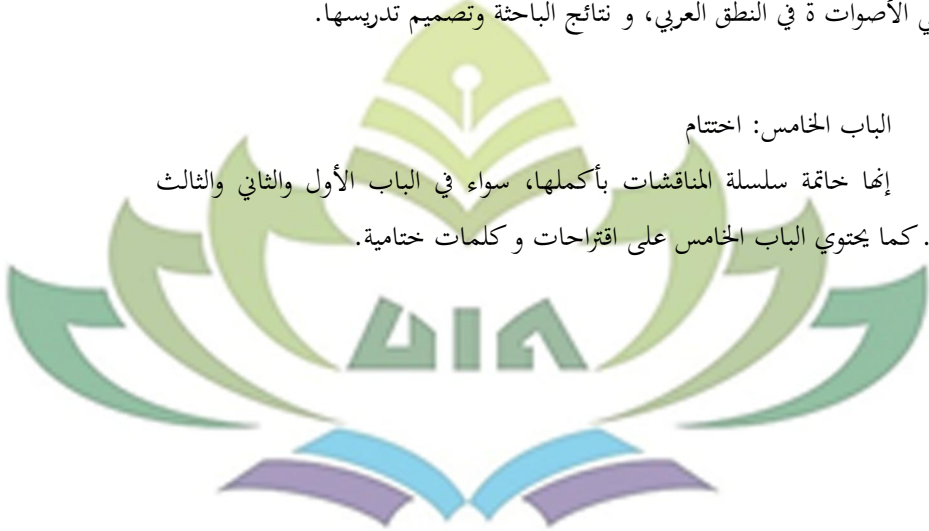 الأصوات ة في النطق العربي، و نتائج الباحثة وتصميم تدريسها.
الباب الخامس: اختتام
إنها خاتمة سلسلة المناقشات بأكملها، سواء في الباب الأول والثاني والثالث
. كما يحتوي الباب الخامس على اقتراحات و كلمات ختامية.